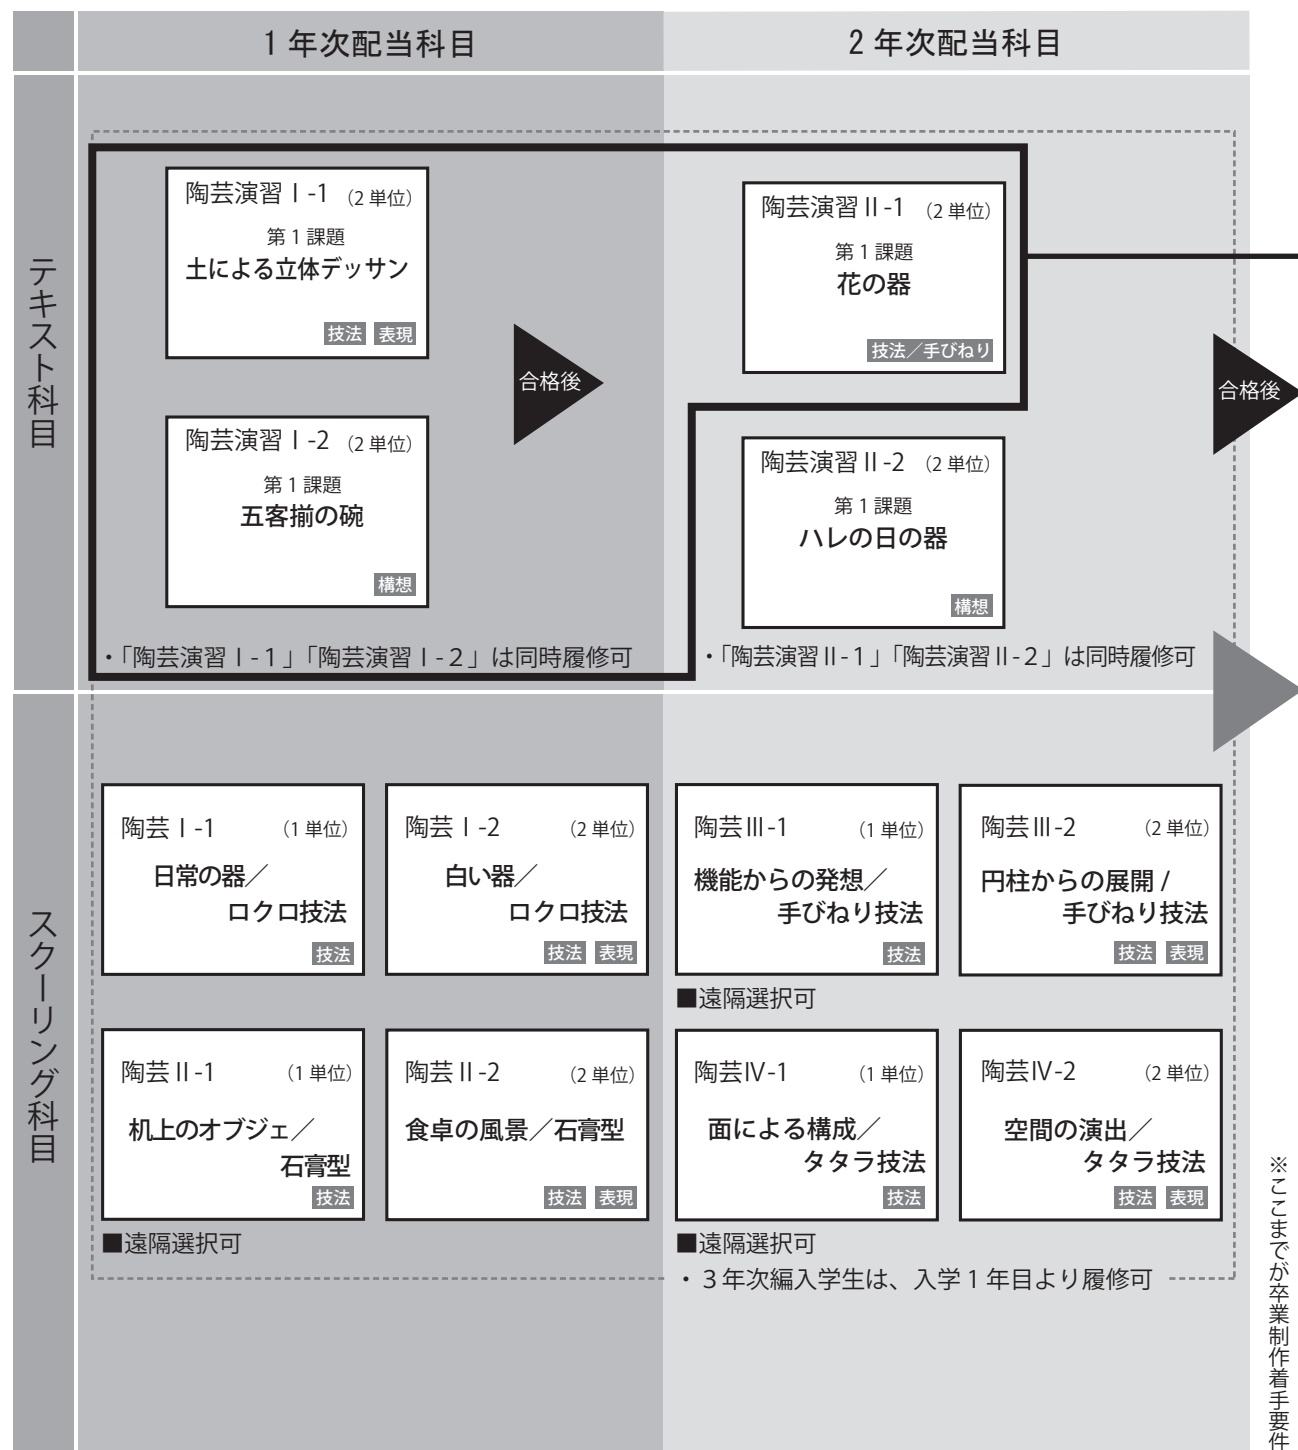 1 年次配当科目
2 年次配当科目
テキスト科目
陶芸演習Ⅰ-1 （2 単位）
第 1 課題
土による立体デッサン
技法 表現
陶芸演習Ⅰ-2 （2 単位）
第 1 課題
五客揃の碗
構想
・「陶芸演習Ⅰ-１」「陶芸演習Ⅰ-２」は同時履修可
合格後
陶芸演習Ⅱ-1 （2 単位）
第 1 課題
花の器
技法／手びねり
陶芸演習Ⅱ-2 （2 単位）
第 1 課題
ハレの日の器
構想
・「陶芸演習Ⅱ-１」「陶芸演習Ⅱ-２」は同時履修可
合格後
スクーリング科目
陶芸Ⅰ-1 （1 単位）
日常の器／
ロクロ技法
技法
陶芸Ⅰ-2 （2 単位）
白い器／
ロクロ技法
技法 表現
陶芸Ⅱ-1 （1 単位）
机上のオブジェ／
石膏型
技法
■遠隔選択可
陶芸Ⅱ-2 （2 単位）
食卓の風景／石膏型
技法 表現
陶芸Ⅲ-1 （1 単位）
機能からの発想／
手びねり技法
技法
■遠隔選択可
陶芸Ⅲ-2 （2 単位）
円柱からの展開 /
手びねり技法
技法 表現
陶芸Ⅳ-1 （1 単位）
面による構成／
タタラ技法
技法
■遠隔選択可
陶芸Ⅳ-2 （2 単位）
空間の演出／
タタラ技法
技法 表現
・３年次編入学生は、入学 1 年目より履修可
※ここまでが卒業制作着手要件